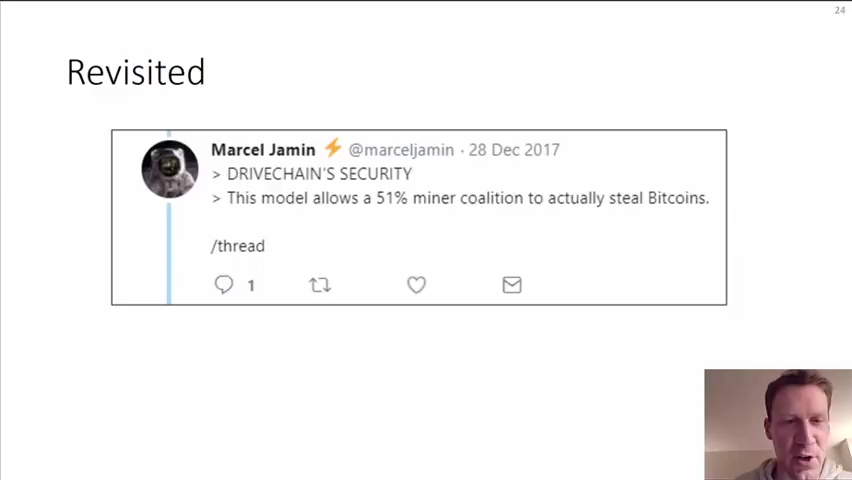 24
Revisited
Marcel Jamin ⚡ @marceljamin · 28 Dec 2017
> DRIVECHAIN'S SECURITY
> This model allows a 51% miner coalition to actually steal Bitcoins.
/thread
1